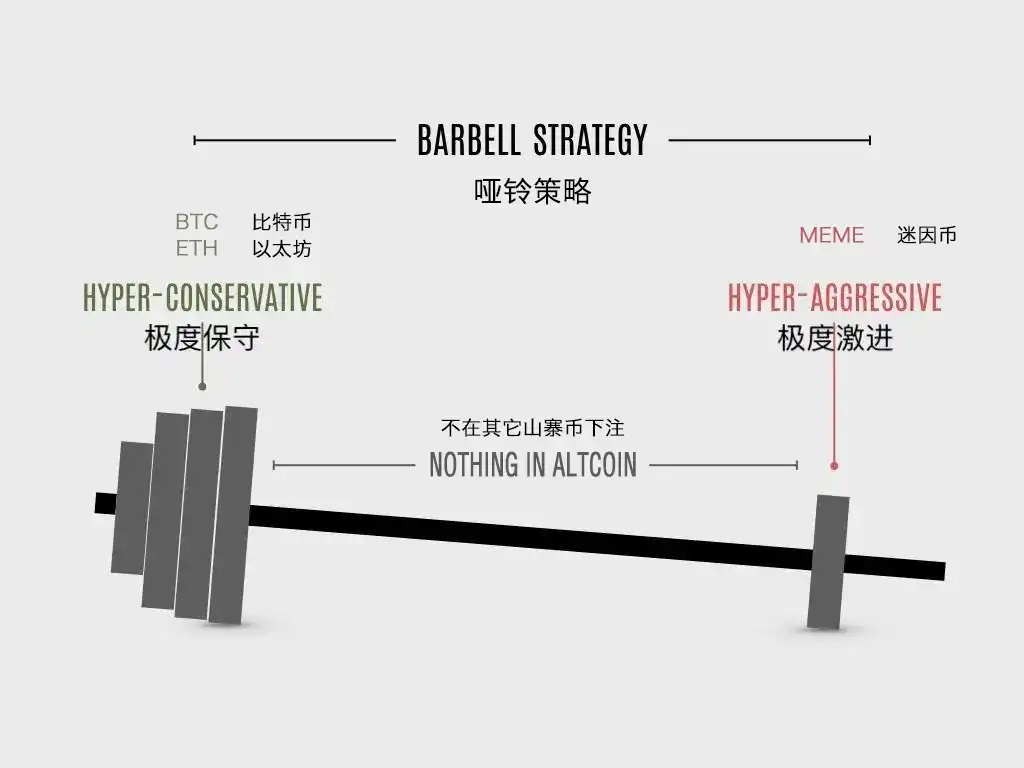 BARBELL STRATEGY
哑铃策略
BTC 比特币
ETH 以太坊
HYPER-CONSERVATIVE
极度保守
MEME 迷因币
HYPER-AGGRESSIVE
极度激进
不在其它山寨币下注
NOTHING IN ALTCOIN